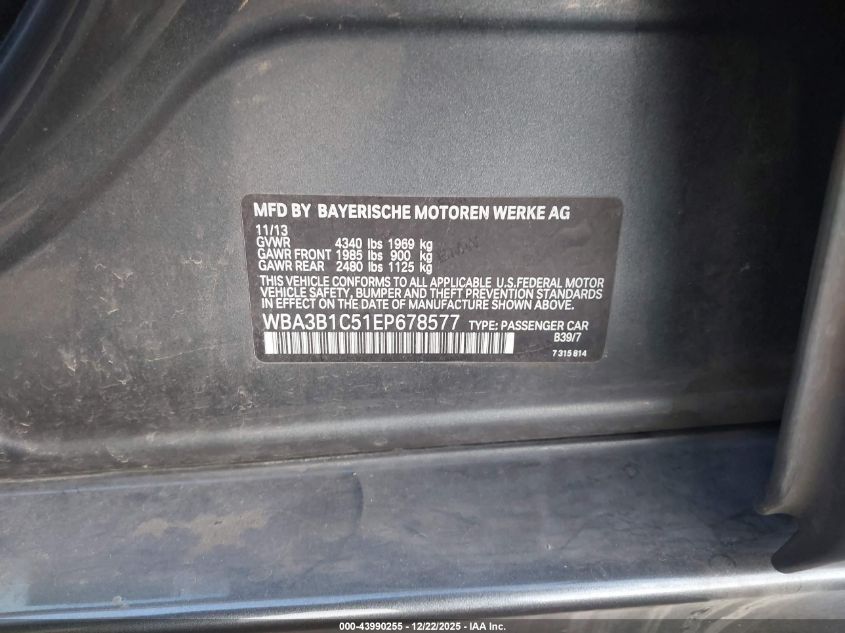 MFD BY BAYERISCHE MOTOREN WERKE AG
11/13
GVWR 4340 lbs 1969 kg
GAWR FRONT 1985 lbs 900 kg
GAWR REAR 2480 lbs 1125 kg
THIS VEHICLE CONFORMS TO ALL APPLICABLE U.S.FEDERAL MOTOR
VEHICLE SAFETY, BUMPER AND THEFT PREVENTION STANDARDS
IN EFFECT ON THE DATE OF MANUFACTURE SHOWN ABOVE.
WBA3B1C51EP678577 TYPE: PASSENGER CAR
B39/7
7 315 814
000-43990255 - 12/22/2025 - IAA Inc.